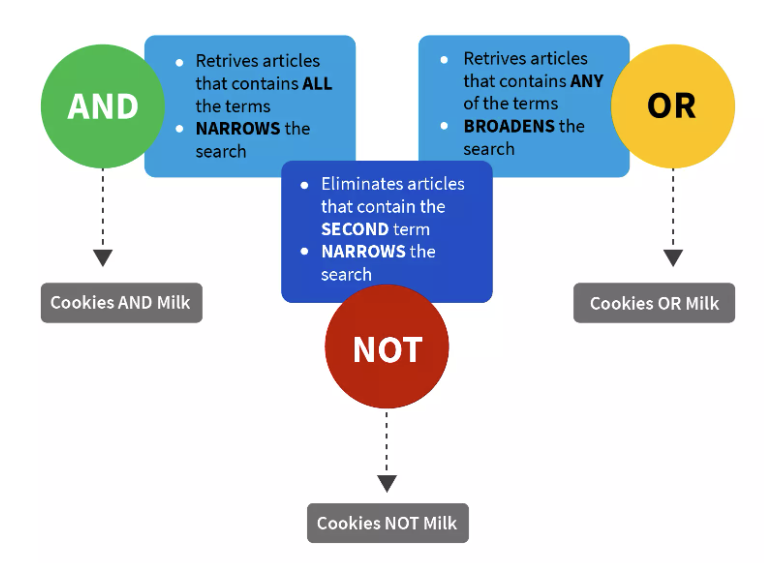 AND
• Retrives articles
that contains ALL
the terms
• NARROWS the
search
• Retrives articles
that contains ANY
of the terms
• BROADENS the
search
OR
• Eliminates articles
that contain the
SECOND term
• NARROWS the
search
Cookies AND Milk
Cookies OR Milk
NOT
Cookies NOT Milk